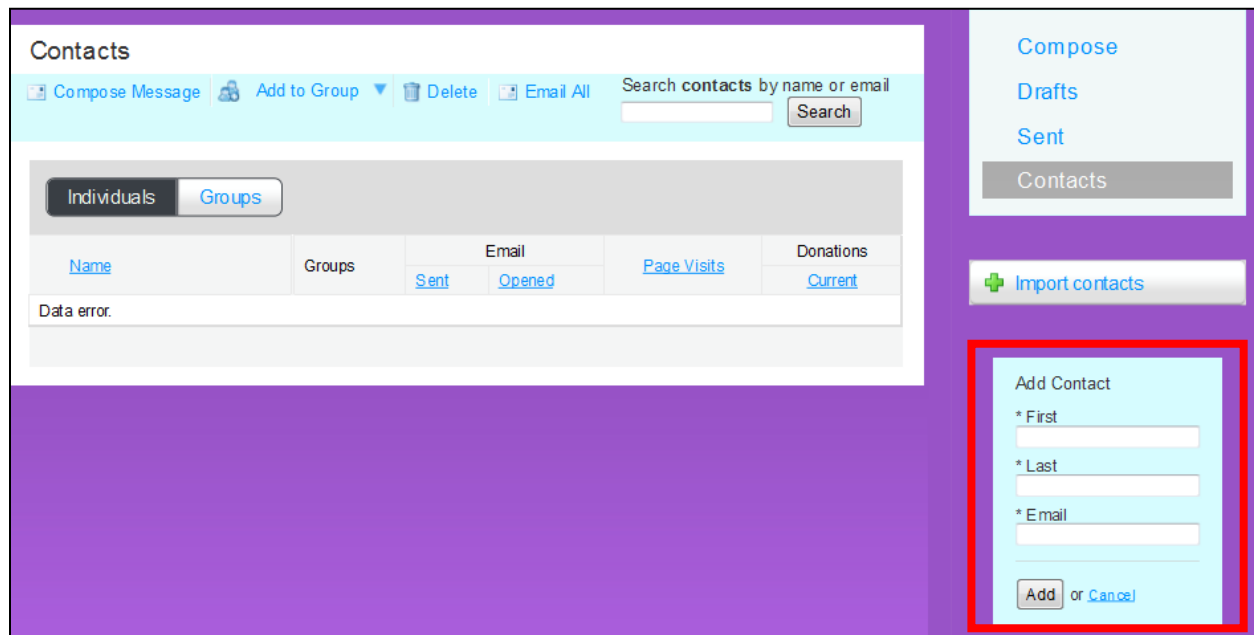 Contacts
Compose Message Add to Group Delete Email All
Search contacts by name or email
Search
Individuals Groups
Name Groups Email Page Visits Donations
Sent Opened Current
Data error.
Compose
Drafts
Sent
Contacts
Import contacts
Add Contact
* First
* Last
* Email
Add or Cancel